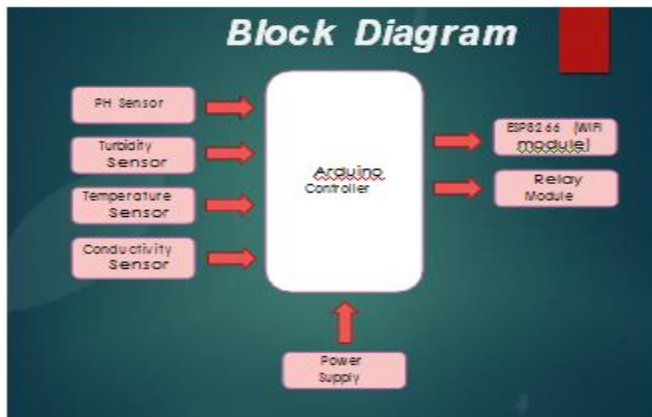 Block Diagram
PH Sensor
Turbidity
Sensor
Temperature
Sensor
Conductivity
Sensor
Arduino
Controller
ESP8266 (WiFi
module)
Relay
Module
Power
Supply